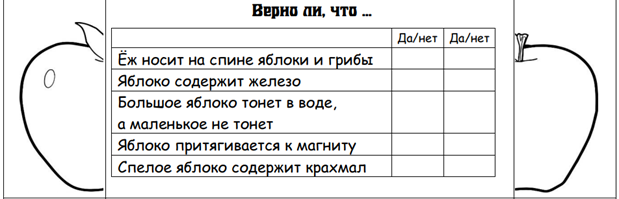 Верно ли, что ...
Да/нет Да/нет
Ёж носит на спине яблоки и грибы
Яблоко содержит железо
Большое яблоко тонет в воде,
а маленькое не тонет
Яблоко притягивается к магниту
Спелое яблоко содержит крахмал